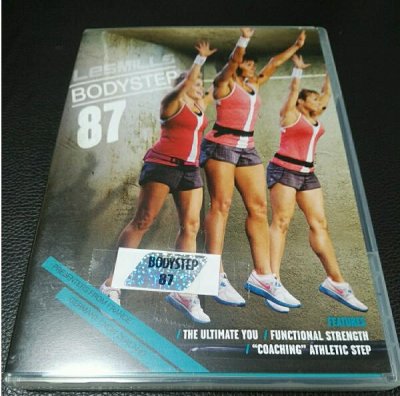 LesMills
BODYSTEP
87
BODYSTEP
87
FEATURES
/ THE ULTIMATE YOU / FUNCTIONAL STRENGTH
/ "COACHING" ATHLETIC STEP